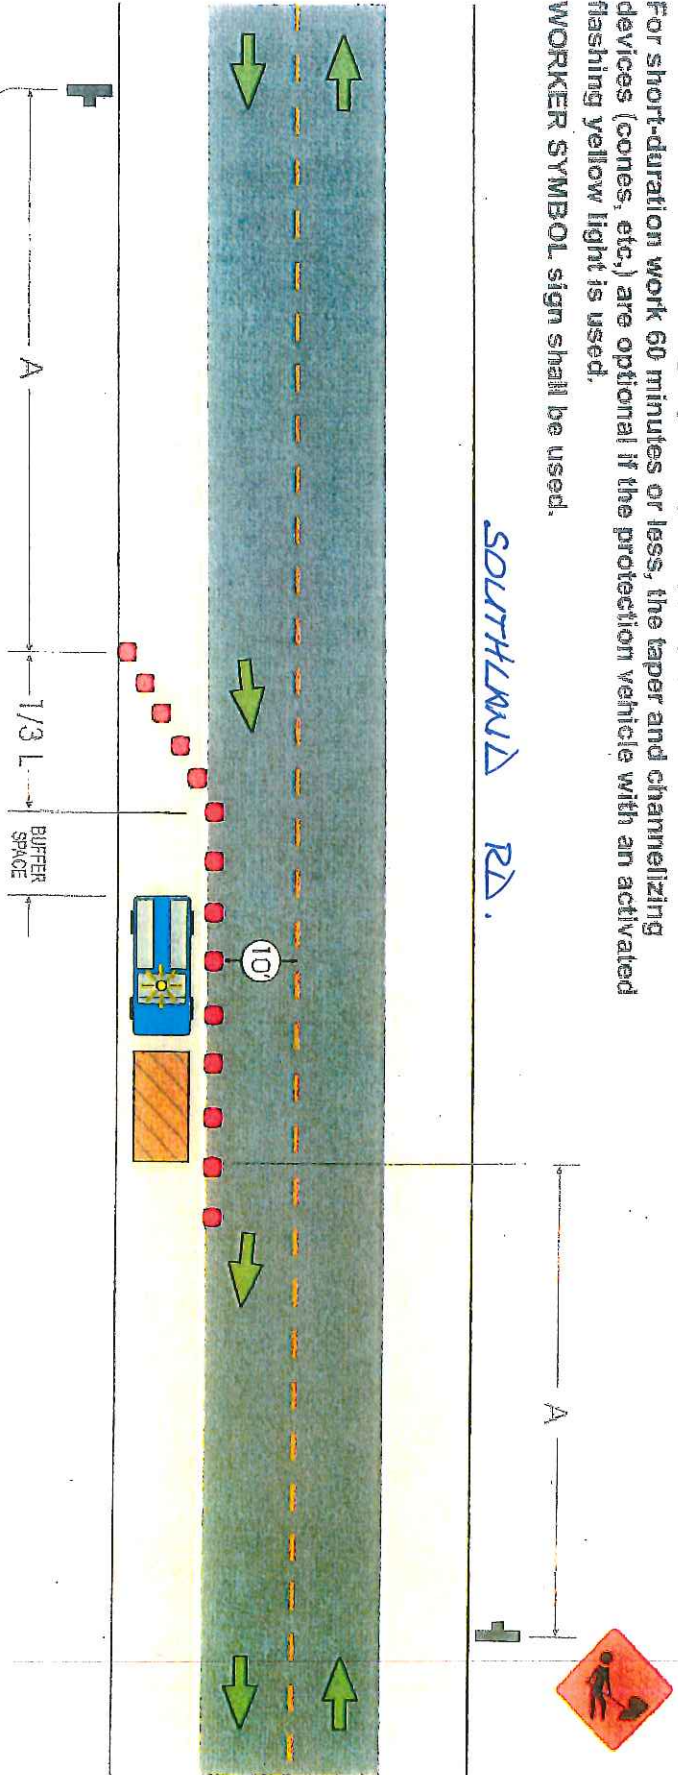 For short-duration work 60 minutes or less, the taper and channelizing
devices (cones, etc,) are optional if the protection vehicle with an activated
flashing yellow light is used.
WORKER SYMBOL sign shall be used.
SOUTHLAND RD.
A
10'
A
1/3 L
BUFFER
SPACE